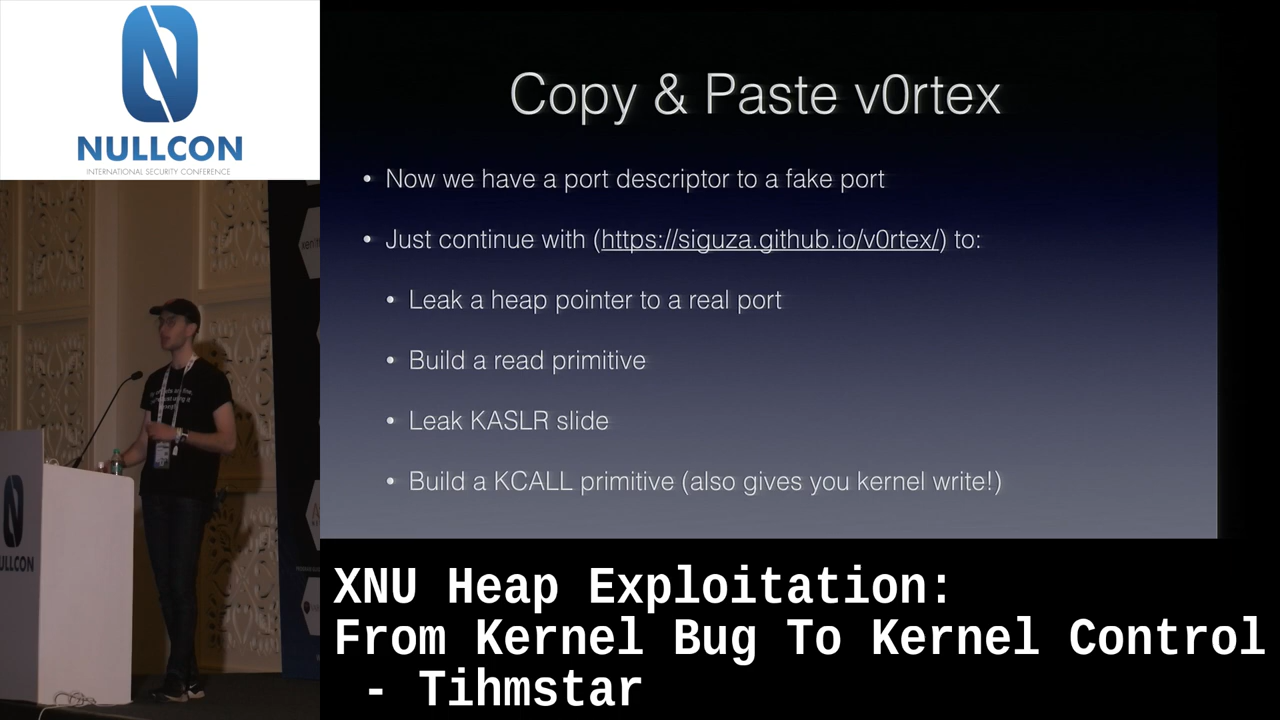 NULLCON
INTERNATIONAL SECURITY CONFERENCE
Copy & Paste v0rtex
• Now we have a port descriptor to a fake port
• Just continue with (https://siguza.github.io/v0rtex/) to:
• Leak a heap pointer to a real port
• Build a read primitive
• Leak KASLR slide
• Build a KCALL primitive (also gives you kernel write!)
NULLCON
XNU Heap Exploitation:
From Kernel Bug To Kernel Control
- Tihmstar